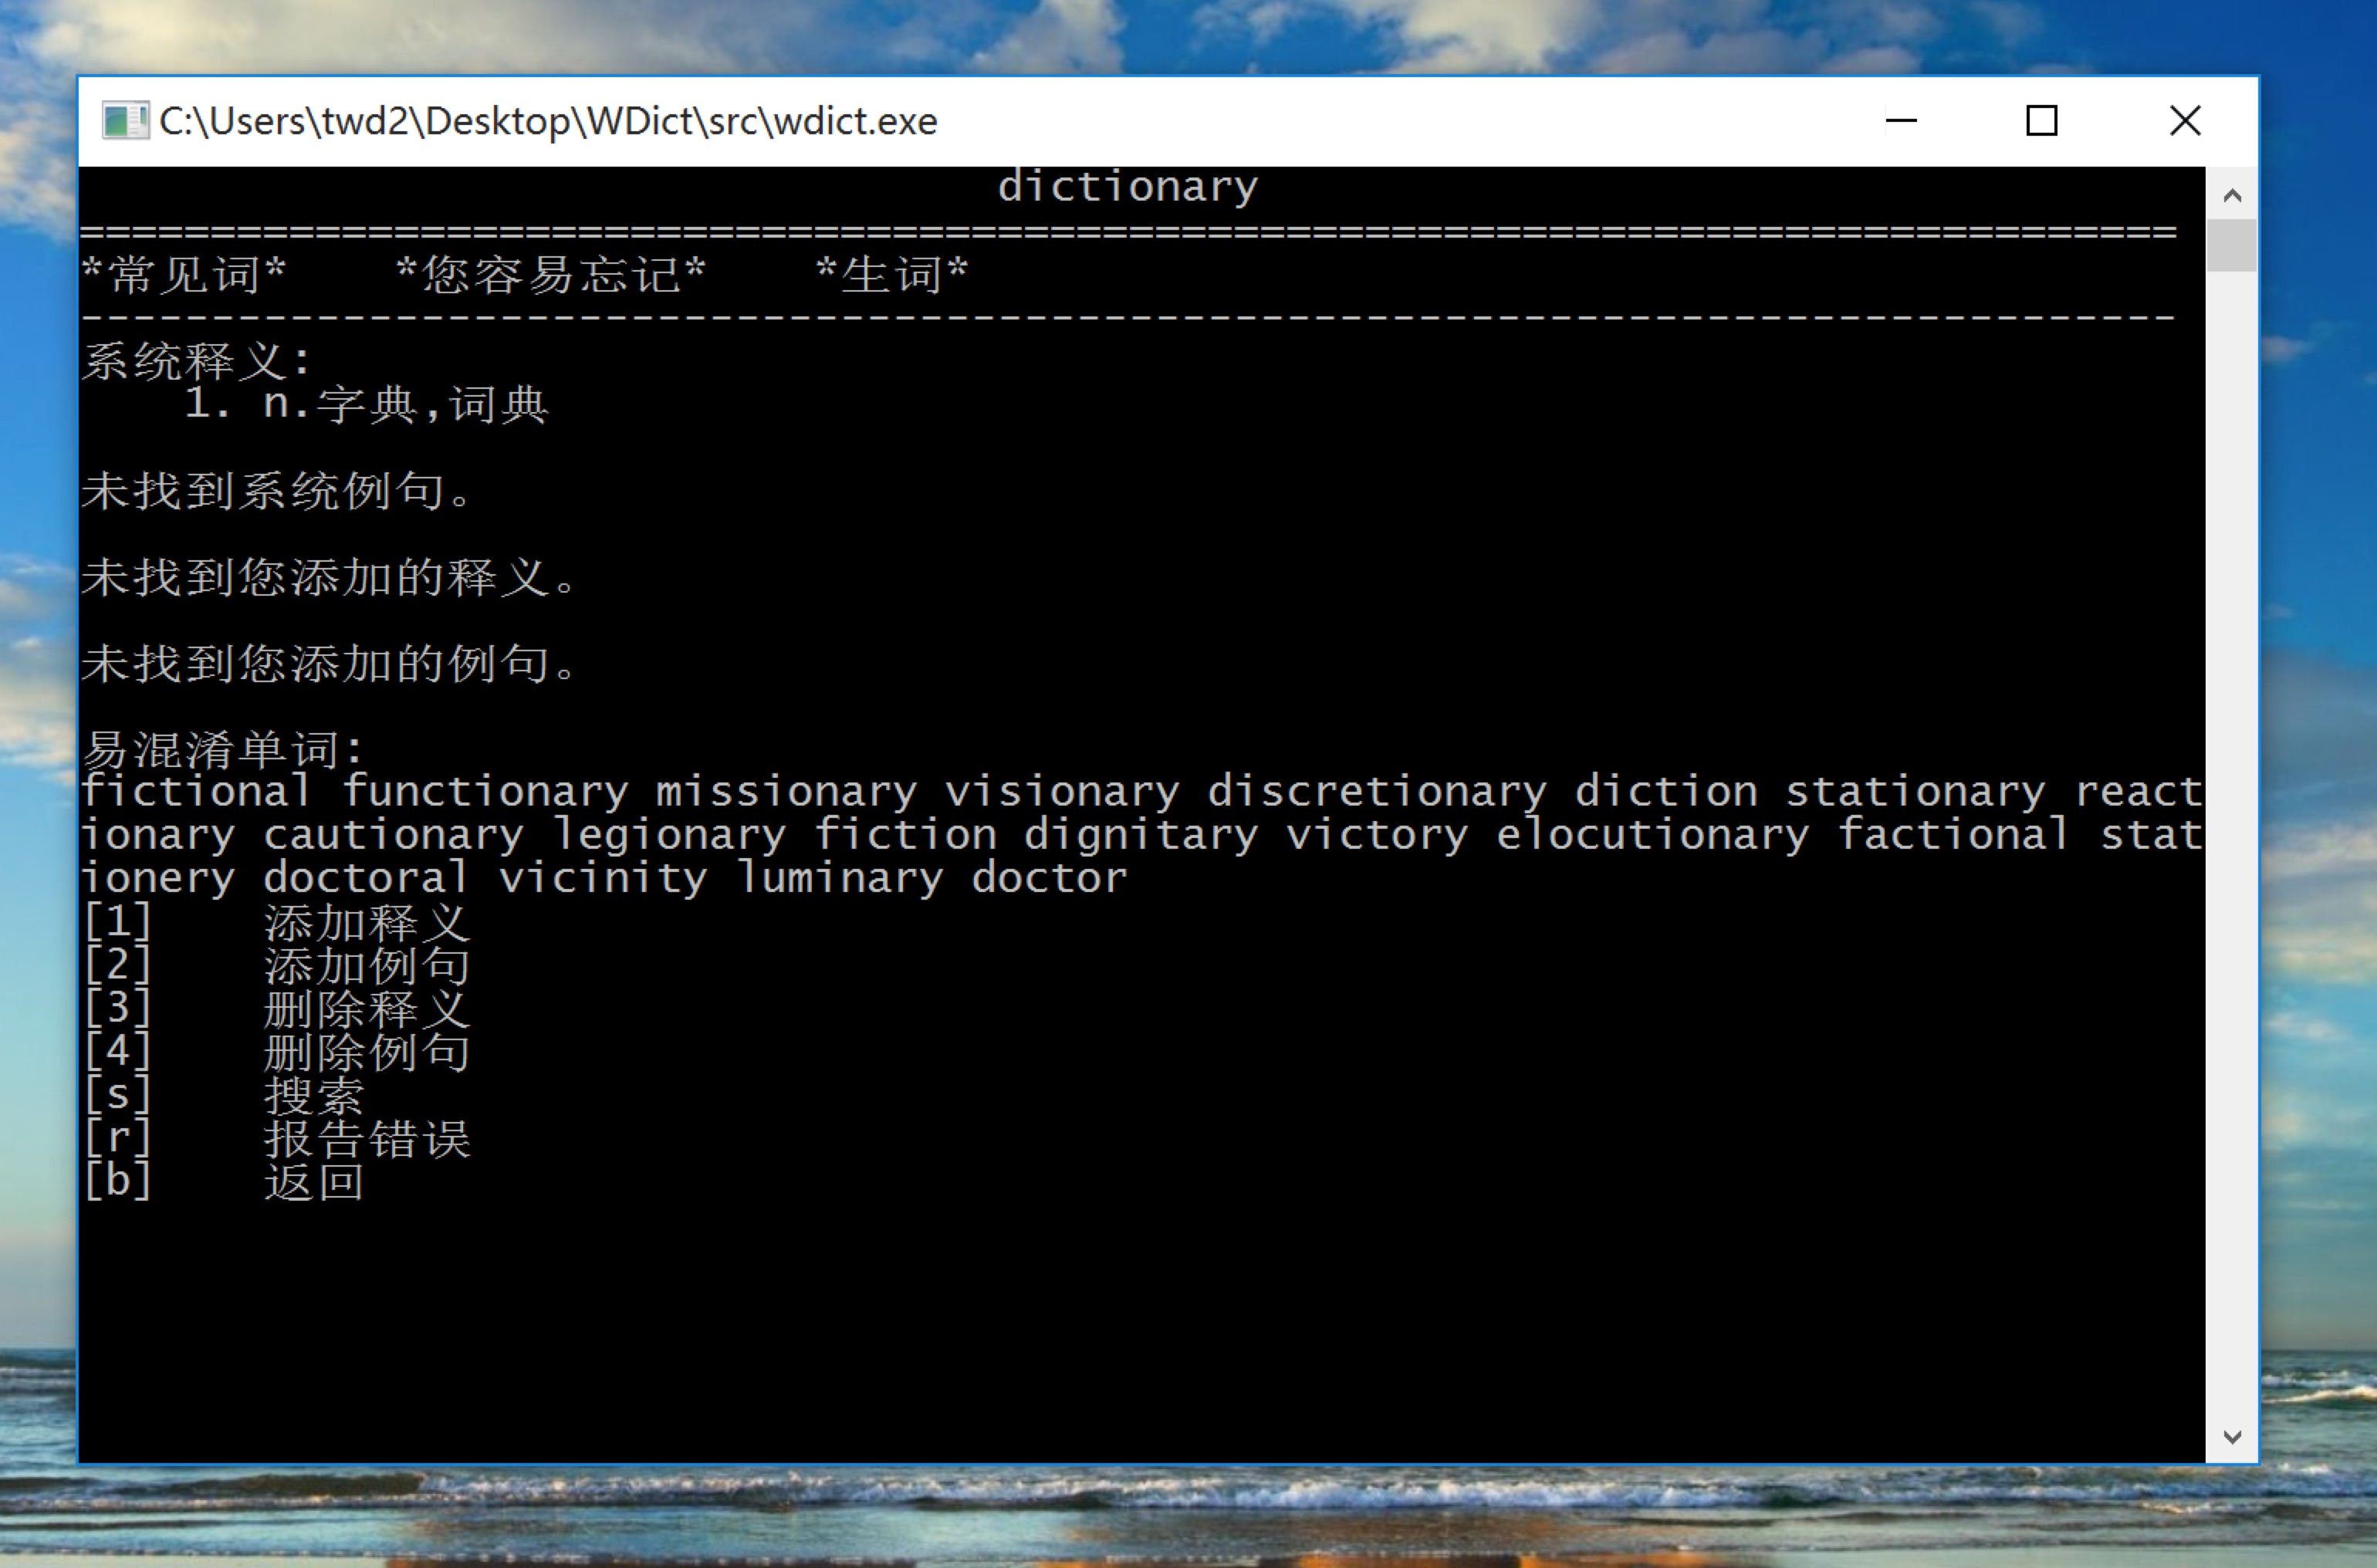 C:\Users\twd2\Desktop\WDict\src\wdict.exe
dictionary
================================================================================
*常见词*    *您容易忘记*    *生词*
--------------------------------------------------------------------------------
系统释义:
    1. n.字典,词典
未找到系统例句。
未找到您添加的释义。
未找到您添加的例句。
易混淆单词:
fictional functionary missionary visionary discretionary diction stationary react
ionary cautionary legionary fiction dignitary victory elocutionary factional stat
ionery doctoral vicinity luminary doctor
[1]    添加释义
[2]    添加例句
[3]    删除释义
[4]    删除例句
[s]    搜索
[r]    报告错误
[b]    返回